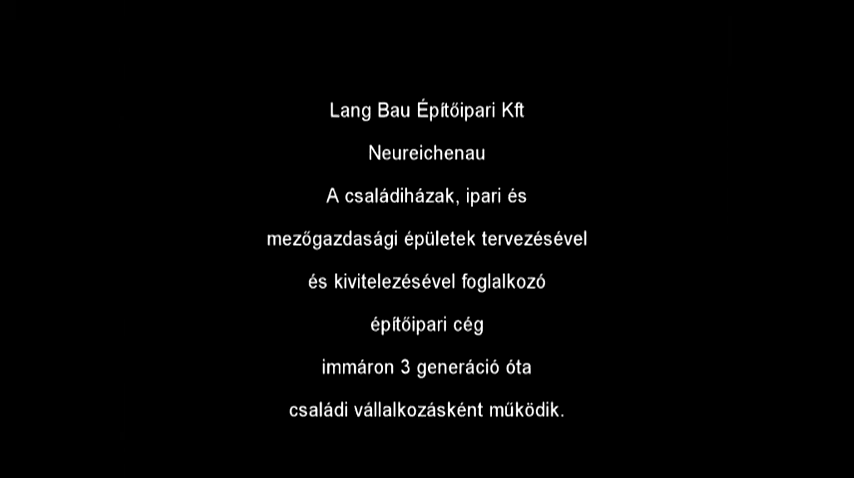 Lang Bau Építőipari Kft
Neureichenau
A családiházak, ipari és
mezőgazdasági épületek tervezésével
és kivitelezésével foglalkozó
építőipari cég
immáron 3 generáció óta
családi vállalkozásként működik.